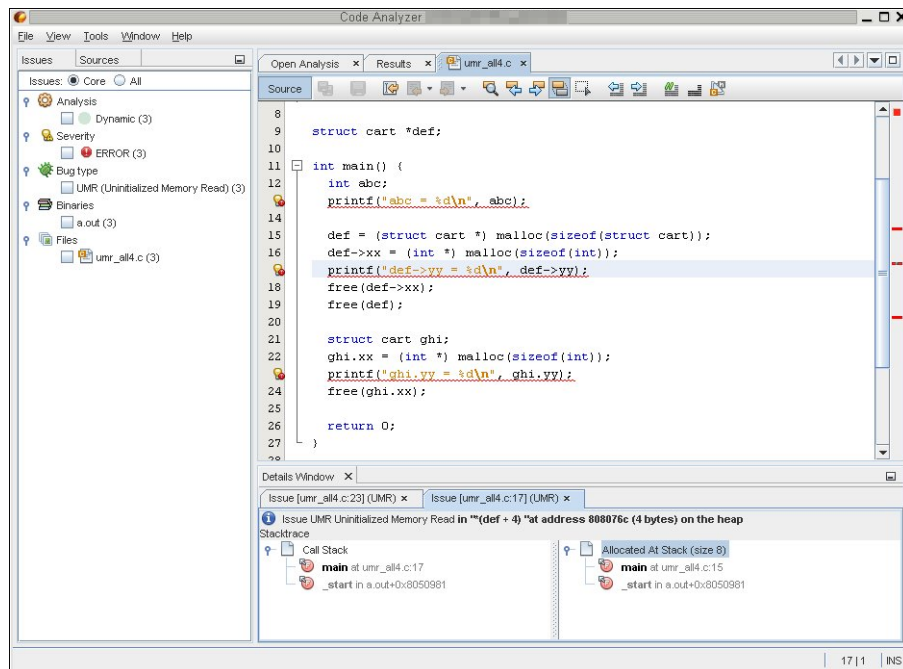 Code Analyzer
File View Tools Window Help
Issues Sources
Issues: Core All
Analysis
Dynamic (3)
Severity
ERROR (3)
Bug type
UMR (Uninitialized Memory Read) (3)
Binaries
a.out (3)
Files
umr_all4.c (3)
Open Analysis x Results x umr_all4.c x
Source
8
9 struct cart *def;
10
11 int main() {
12 int abc;
printf("abc = %d\n", abc);
14
15 def = (struct cart *) malloc(sizeof(struct cart));
16 def->xx = (int *) malloc(sizeof(int));
printf("def->yy = %d\n", def->yy);
18 free(def->xx);
19 free(def);
20
21 struct cart ghi;
22 ghi.xx = (int *) malloc(sizeof(int));
printf("ghi.yy = %d\n", ghi.yy);
24 free(ghi.xx);
25
26 return 0;
27 }
28
Details Window X
Issue [umr_all4.c:23] (UMR) x Issue [umr_all4.c:17] (UMR) x
Issue UMR Uninitialized Memory Read in "*(def + 4) "at address 808076c (4 bytes) on the heap
Stacktrace
Call Stack
main at umr_all4.c:17
_start in a.out+0x8050981
Allocated At Stack (size 8)
main at umr_all4.c:15
_start in a.out+0x8050981
17|1 INS